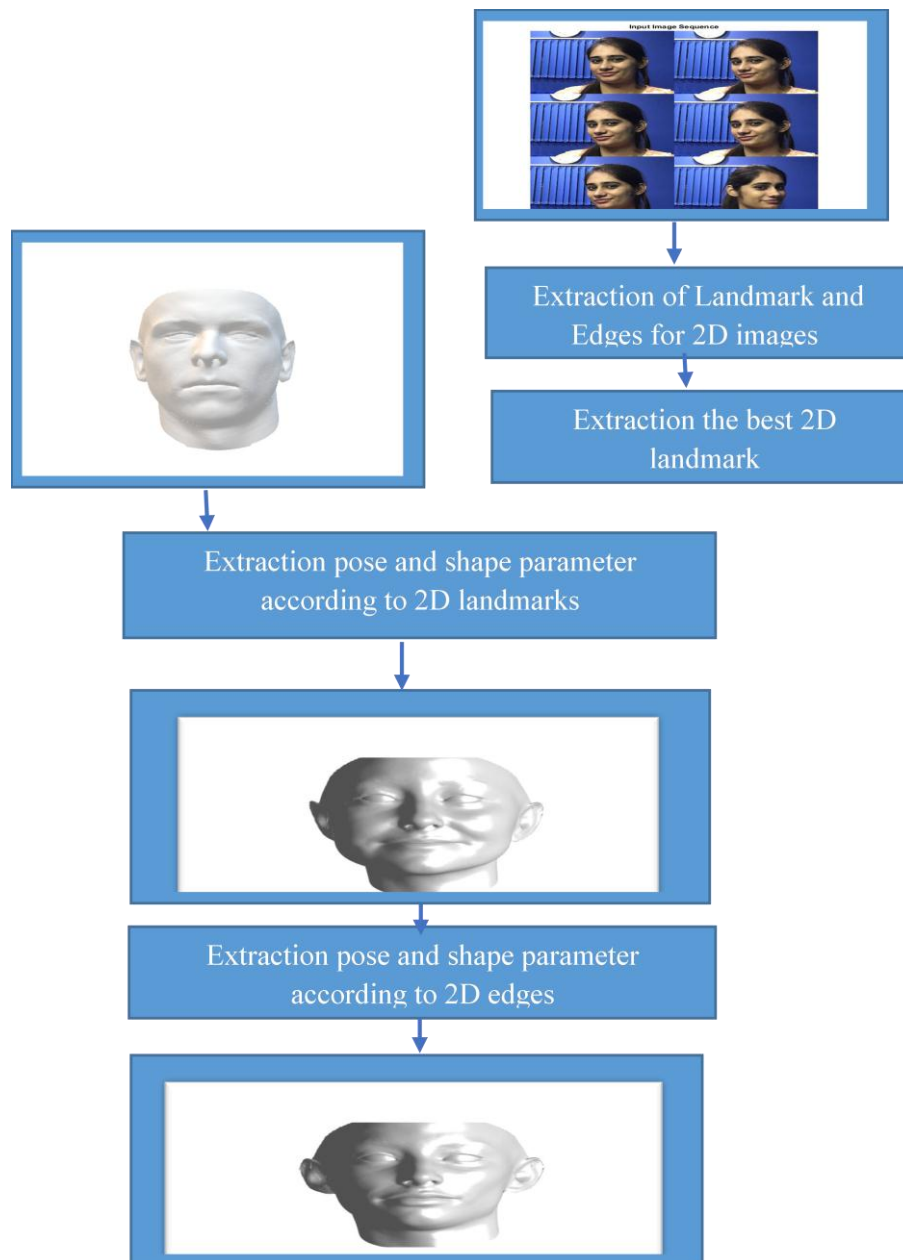 Input Image Sequence
Extraction of Landmark and
Edges for 2D images
Extraction the best 2D
landmark
Extraction pose and shape parameter
according to 2D landmarks
Extraction pose and shape parameter
according to 2D edges